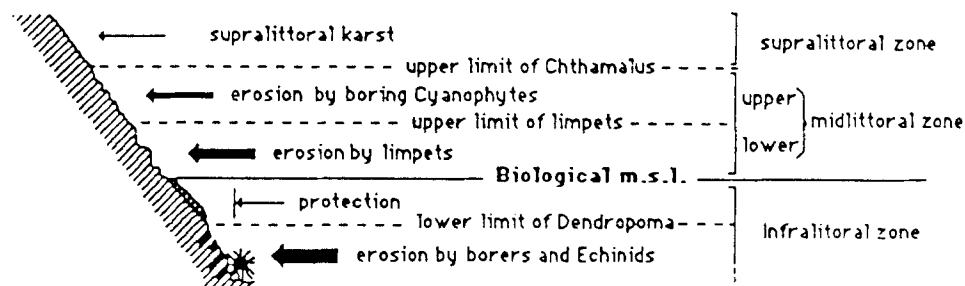 supralittoral karst
supralittoral zone
upper limit of Chthamalus
erosion by boring Cyanophytes
upper
upper limit of limpets
midlittoral zone
lower
erosion by limpets
Biological m.s.l.
protection
lower limit of Dendropoma
Infralitoral zone
erosion by borers and Echinids